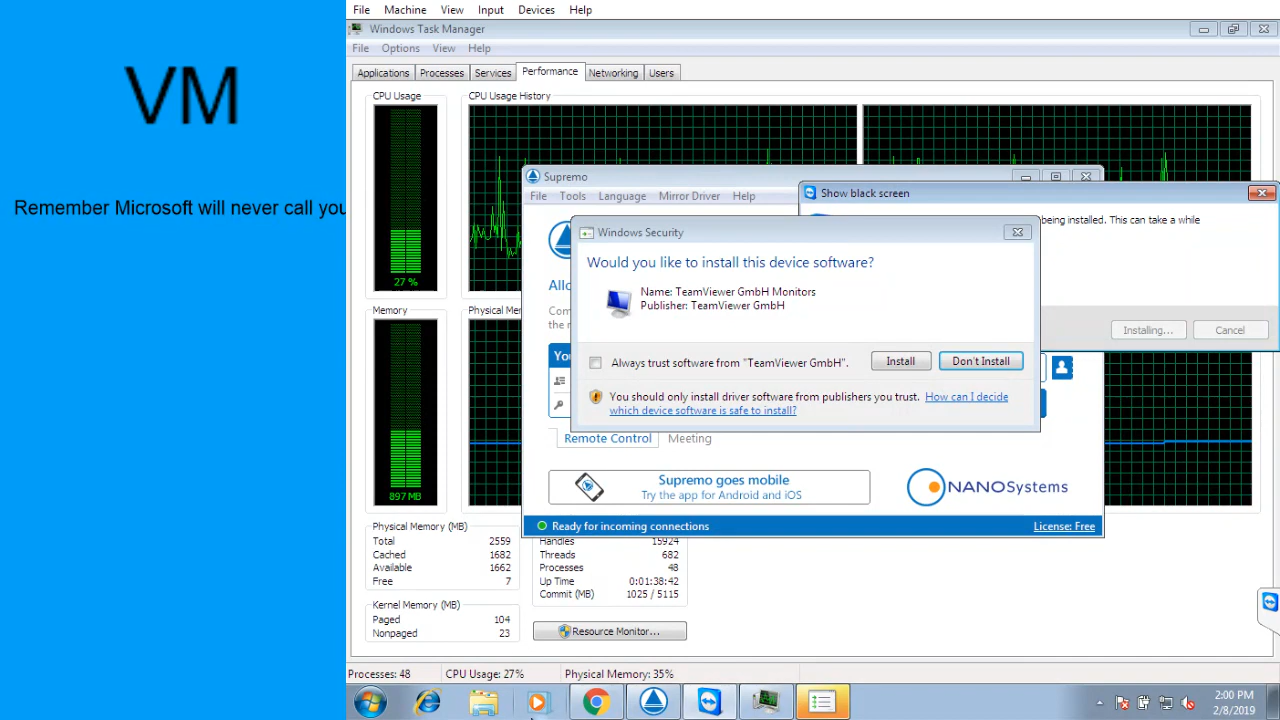 File Machine View Input Devices Help
Windows Task Manager
File Options View Help
VM
Applications Processes Services Performance Networking Users
CPU Usage
CPU Usage History
27 %
Supremo
Show black screen
File Tools Language Mirror Driver Help
Remember Microsoft will never call you
being installed. This can take a while
Windows Security
Would you like to install this device software?
Name: TeamViewer GmbH Monitors
Publisher: TeamViewer GmbH
Allo
Com
the r
Memory
Physical Mem
Installing...
Cancel
You
Always trust software from "TeamViewer GmbH".
Install
Don't Install
You should only install driver software from publishers you trust. How can I decide
which device software is safe to install?
Remote Control
Meeting
Supremo goes mobile
Try the app for Android and iOS
NANOSystems
897 MB
Ready for incoming connections
License: Free
Physical Memory (MB)
Total 2559
Cached 1682
Available 1662
Free 7
Handles 15924
Threads 682
Processes 48
Up Time 0:01:38:42
Commit (MB) 1025 / 5115
Kernel Memory (MB)
Paged 104
Nonpaged 23
Resource Monitor...
Processes: 48
CPU Usage: 27%
Physical Memory: 35%
2:00 PM
2/8/2019